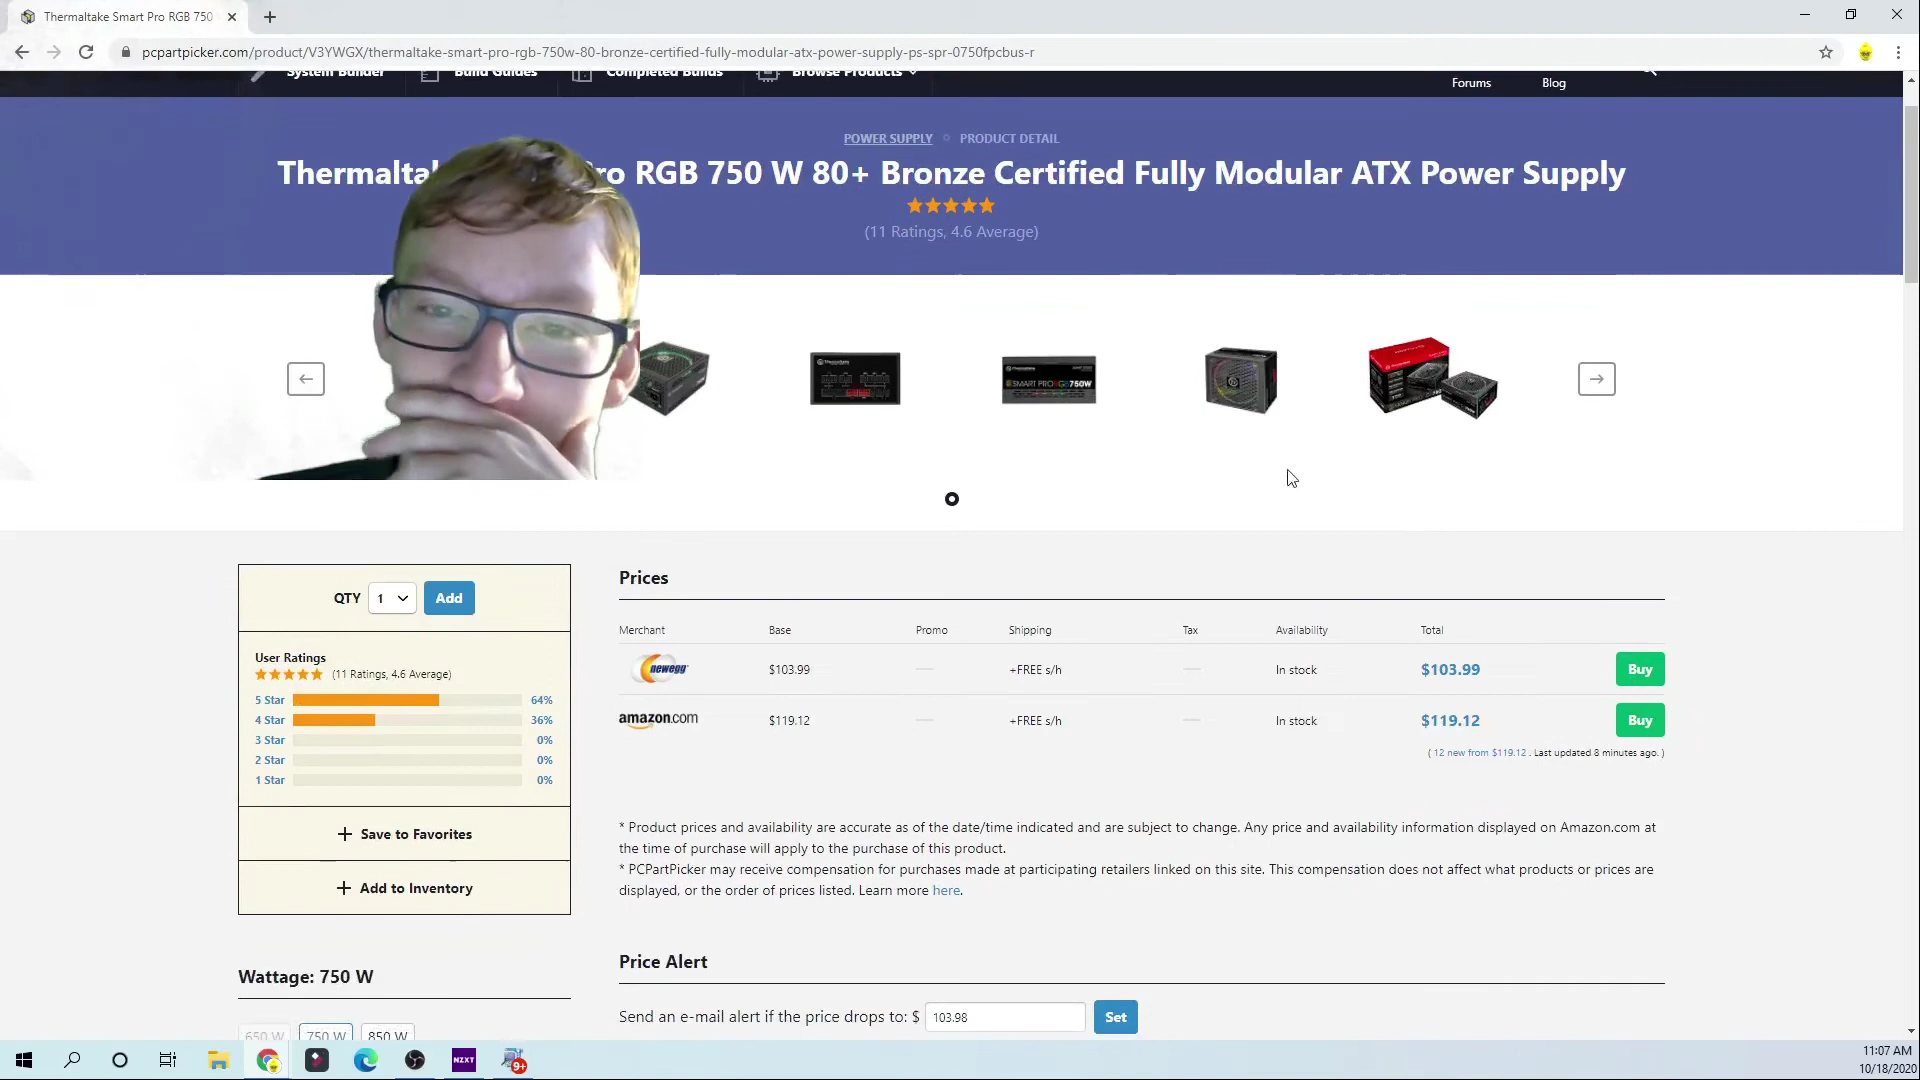 Thermaltake Smart Pro RGB 750
pcpartpicker.com/product/V3YWGX/thermaltake-smart-pro-rgb-750w-80-bronze-certified-fully-modular-atx-power-supply-ps-spr-0750fpcbus-r
System Builder Build Guides Completed Builds Browse Products
Forums Blog
POWER SUPPLY PRODUCT DETAIL
Thermalta ro RGB 750 W 80+ Bronze Certified Fully Modular ATX Power Supply
(11 Ratings, 4.6 Average)
SMART PRO RGB 750W
QTY 1 Add
User Ratings
(11 Ratings, 4.6 Average)
5 Star 64%
4 Star 36%
3 Star 0%
2 Star 0%
1 Star 0%
+ Save to Favorites
+ Add to Inventory
Wattage: 750 W
650 W 750 W 850 W
Prices
Merchant Base Promo Shipping Tax Availability Total
newegg $103.99 — +FREE s/h — In stock $103.99 Buy
amazon.com $119.12 — +FREE s/h — In stock $119.12 Buy
( 12 new from $119.12 . Last updated 8 minutes ago. )
* Product prices and availability are accurate as of the date/time indicated and are subject to change. Any price and availability information displayed on Amazon.com at
the time of purchase will apply to the purchase of this product.
* PCPartPicker may receive compensation for purchases made at participating retailers linked on this site. This compensation does not affect what products or prices are
displayed, or the order of prices listed. Learn more here.
Price Alert
Send an e-mail alert if the price drops to: $ 103.98 Set
NZXT 9+
11:07 AM
10/18/2020